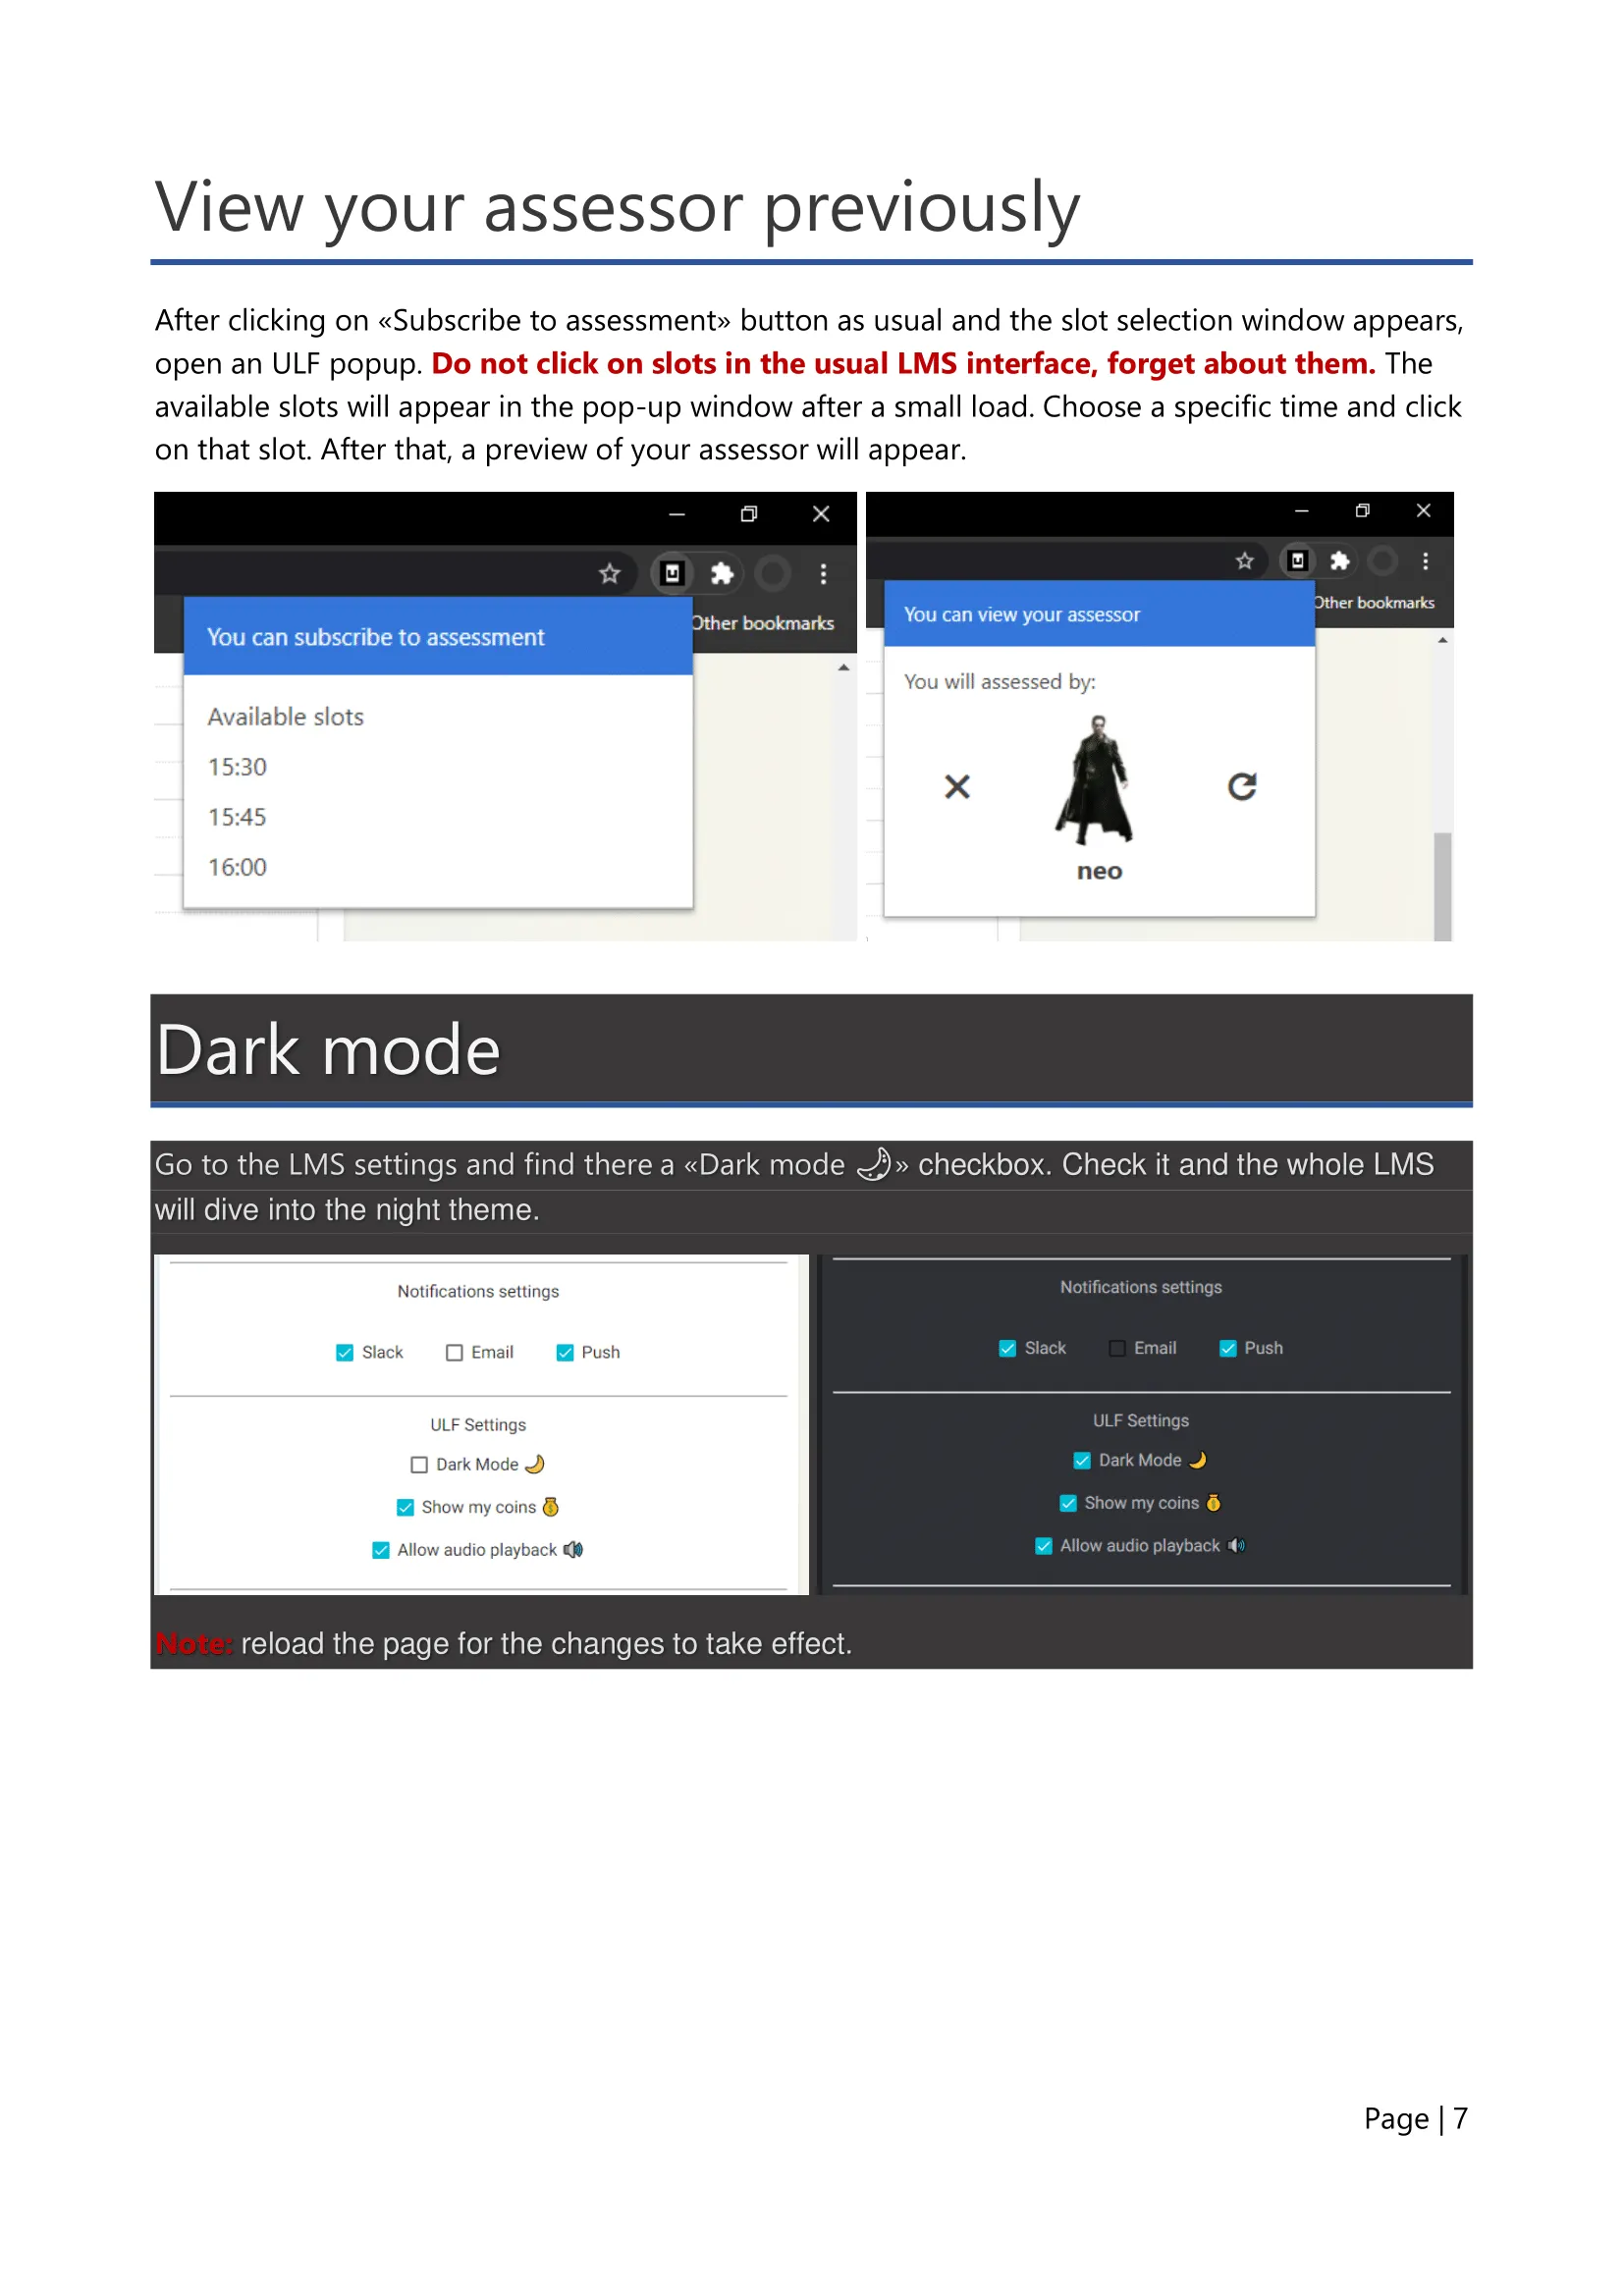 View your assessor previously
After clicking on «Subscribe to assessment» button as usual and the slot selection window appears,
open an ULF popup. Do not click on slots in the usual LMS interface, forget about them. The
available slots will appear in the pop-up window after a small load. Choose a specific time and click
on that slot. After that, a preview of your assessor will appear.
Other bookmarks
You can subscribe to assessment
Available slots
15:30
15:45
16:00
Other bookmarks
You can view your assessor
You will assessed by:
neo
Dark mode
Go to the LMS settings and find there a «Dark mode 🌙» checkbox. Check it and the whole LMS
will dive into the night theme.
Notifications settings
Slack Email Push
ULF Settings
Dark Mode 🌙
Show my coins 💰
Allow audio playback 🔊
Notifications settings
Slack Email Push
ULF Settings
Dark Mode 🌙
Show my coins 💰
Allow audio playback 🔊
Note: reload the page for the changes to take effect.
Page | 7